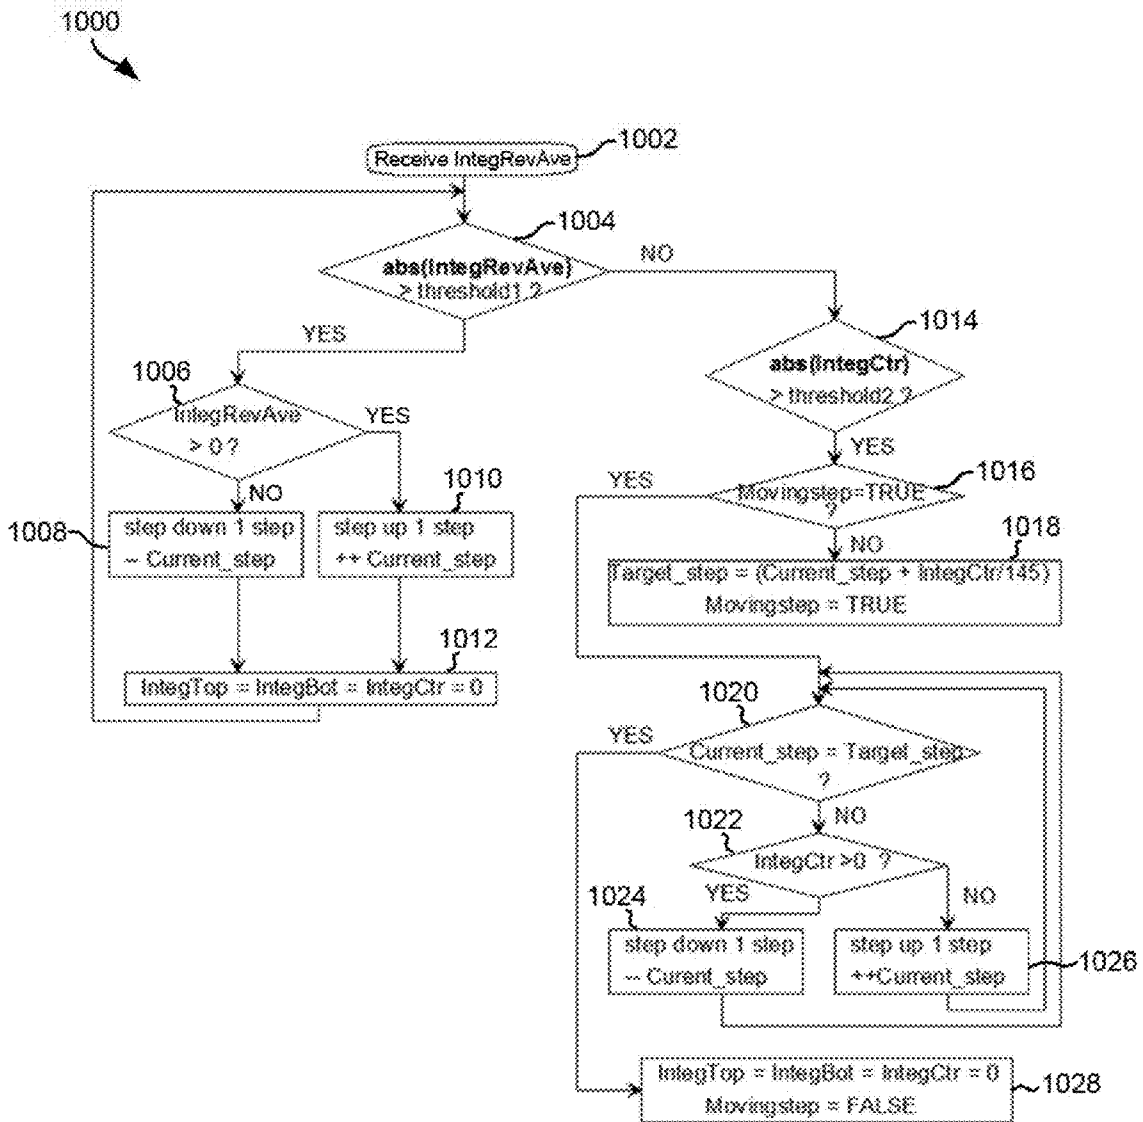 1000
Receive IntegRevAve
1002
1004
abs(IntegRevAve)
> threshold1 ?
NO
YES
1014
abs(IntegCtr)
> threshold2 ?
1006
IntegRevAve
> 0 ?
YES
NO
YES
1016
Movingstep=TRUE
?
YES
NO
1008
step down 1 step
-- Current_step
1010
step up 1 step
++ Current_step
1018
Target_step = (Current_step + IntegCtr/145)
Movingstep = TRUE
1012
IntegTop = IntegBot = IntegCtr = 0
1020
YES
Current_step = Target_step
?
NO
1022
IntegCtr >0 ?
YES
NO
1024
step down 1 step
-- Curent_step
step up 1 step
++Current_step
1026
IntegTop = IntegBot = IntegCtr = 0
Movingstep = FALSE
1028